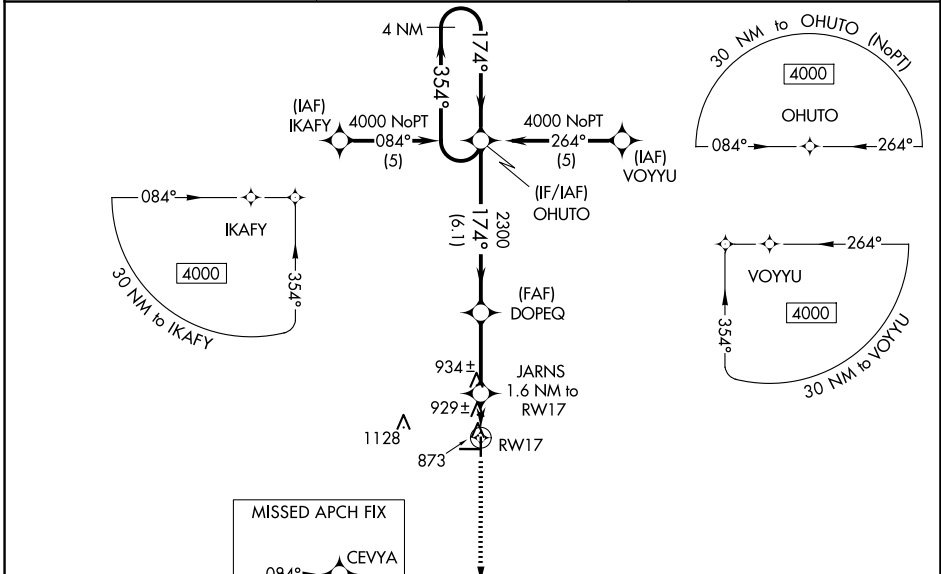 4 NM
174°
354°
30 NM to OHUTO (NoPT)
4000
OHUTO
084°
264°
(IAF)
IKAFY
4000 NoPT
084°
(5)
4000 NoPT
264°
(5)
(IAF)
VOYYU
(IF/IAF)
OHUTO
084°
IKAFY
4000
354°
30 NM to IKAFY
2300
174°
(6.1)
264°
VOYYU
4000
354°
30 NM to VOYYU
(FAF)
DOPEQ
934±
JARNS
1.6 NM to
RW17
929±
1128
873
RW17
MISSED APCH FIX
CEVYA
084°